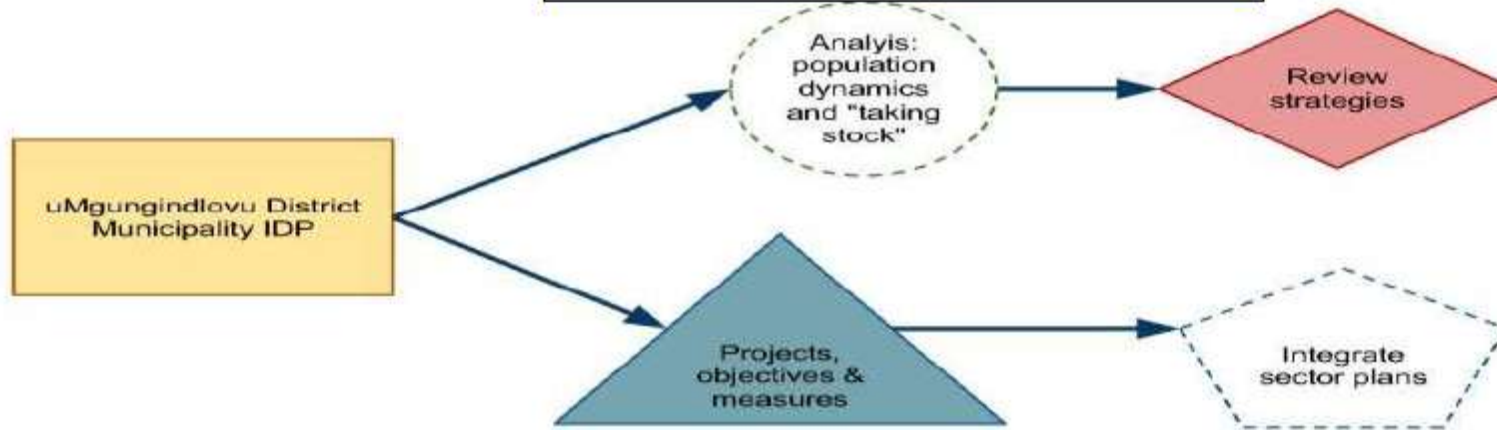 Analyis:
population
dynamics
and "taking
stock"
Review
strategies
uMgungindlovu District
Municipality IDP
Projects,
objectives &
measures
Integrate
sector plans